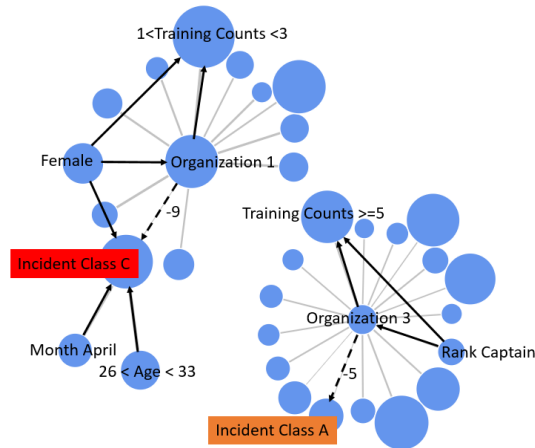 1<Training Counts <3
Female
Organization 1
-9
Incident Class C
Month April
26 < Age < 33
Training Counts >=5
Organization 3
Rank Captain
-5
Incident Class A